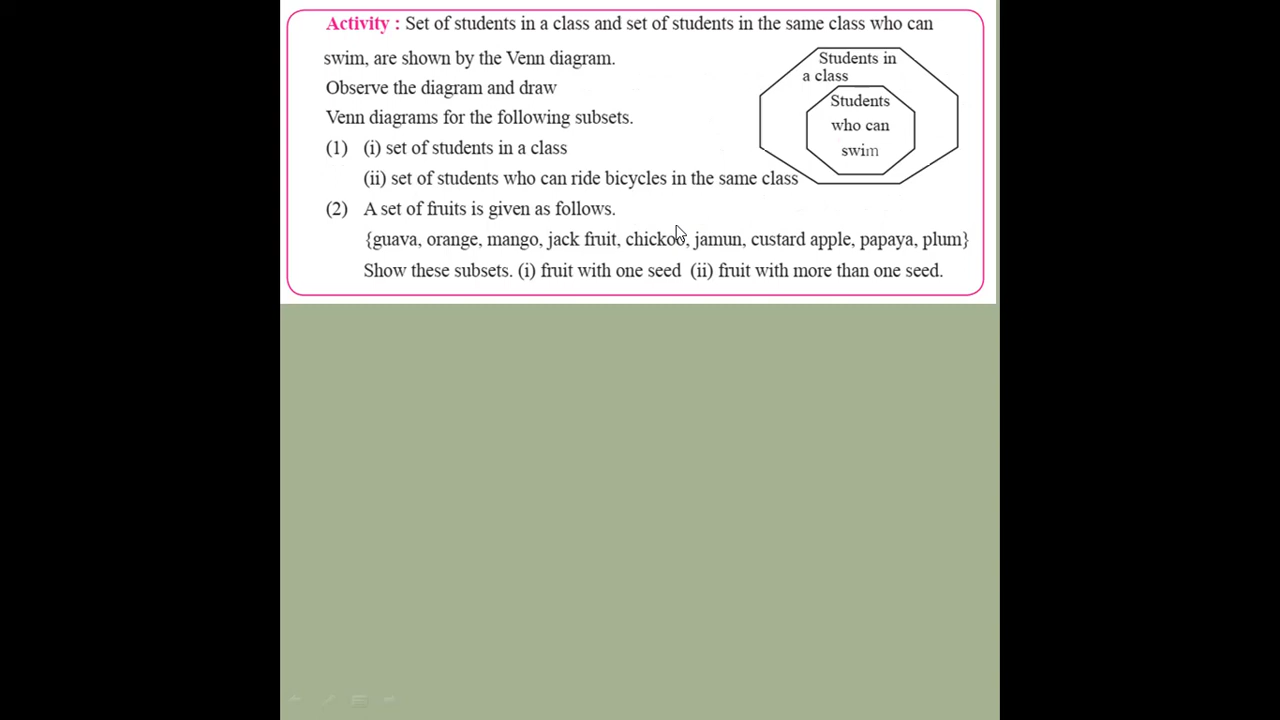 Activity : Set of students in a class and set of students in the same class who can
swim, are shown by the Venn diagram.
Observe the diagram and draw
Venn diagrams for the following subsets.
(1) (i) set of students in a class
(ii) set of students who can ride bicycles in the same class
(2) A set of fruits is given as follows.
{guava, orange, mango, jack fruit, chickoo, jamun, custard apple, papaya, plum}
Show these subsets. (i) fruit with one seed (ii) fruit with more than one seed.
Students in
a class
Students
who can
swim